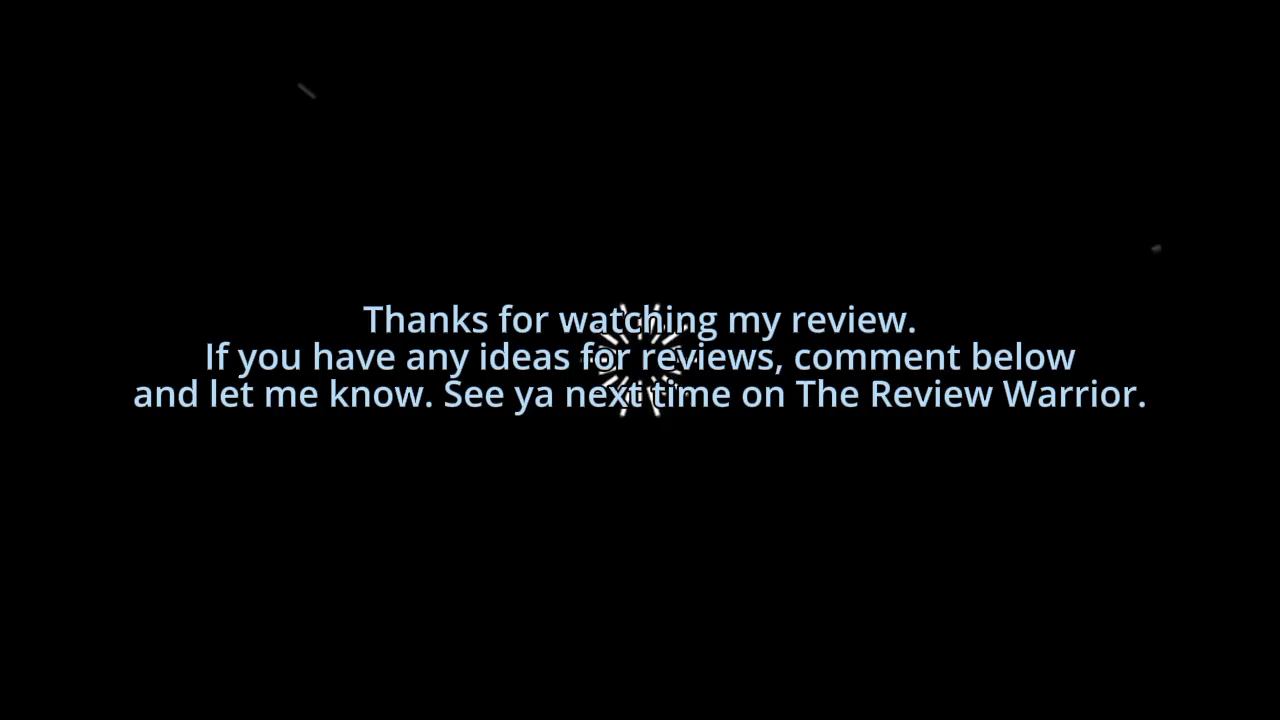 Thanks for watching my review.
If you have any ideas for reviews, comment below
and let me know. See ya next time on The Review Warrior.